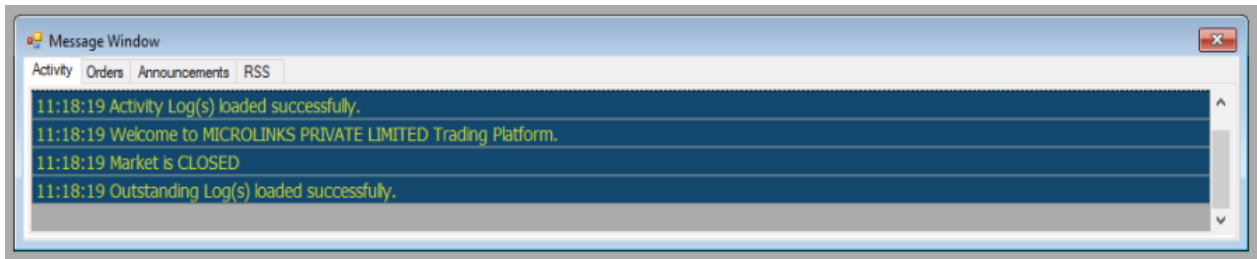 Message Window
Activity Orders Announcements RSS
11:18:19 Activity Log(s) loaded successfully.
11:18:19 Welcome to MICROLINKS PRIVATE LIMITED Trading Platform.
11:18:19 Market is CLOSED
11:18:19 Outstanding Log(s) loaded successfully.